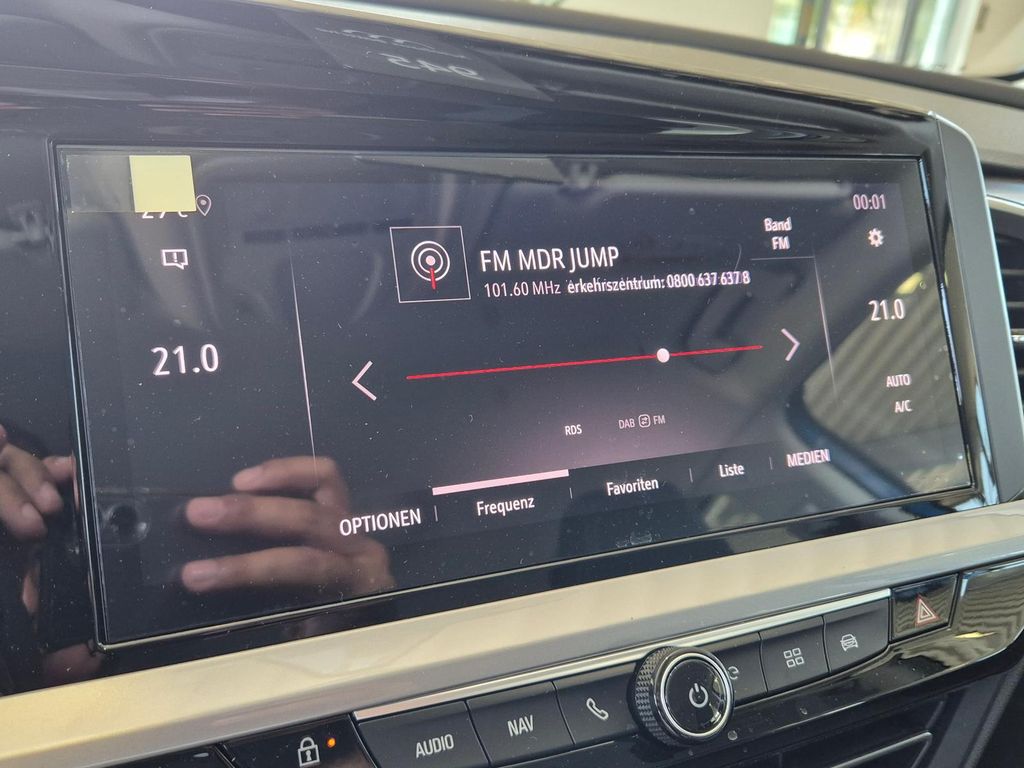 00:01
Band
FM
FM MDR JUMP
101.60 MHz erkehrszentrum: 0800 637 637 8
21.0
21.0
AUTO
A/C
RDS
DAB FM
OPTIONEN
Frequenz
Favoriten
Liste
MEDIEN
AUDIO
NAV